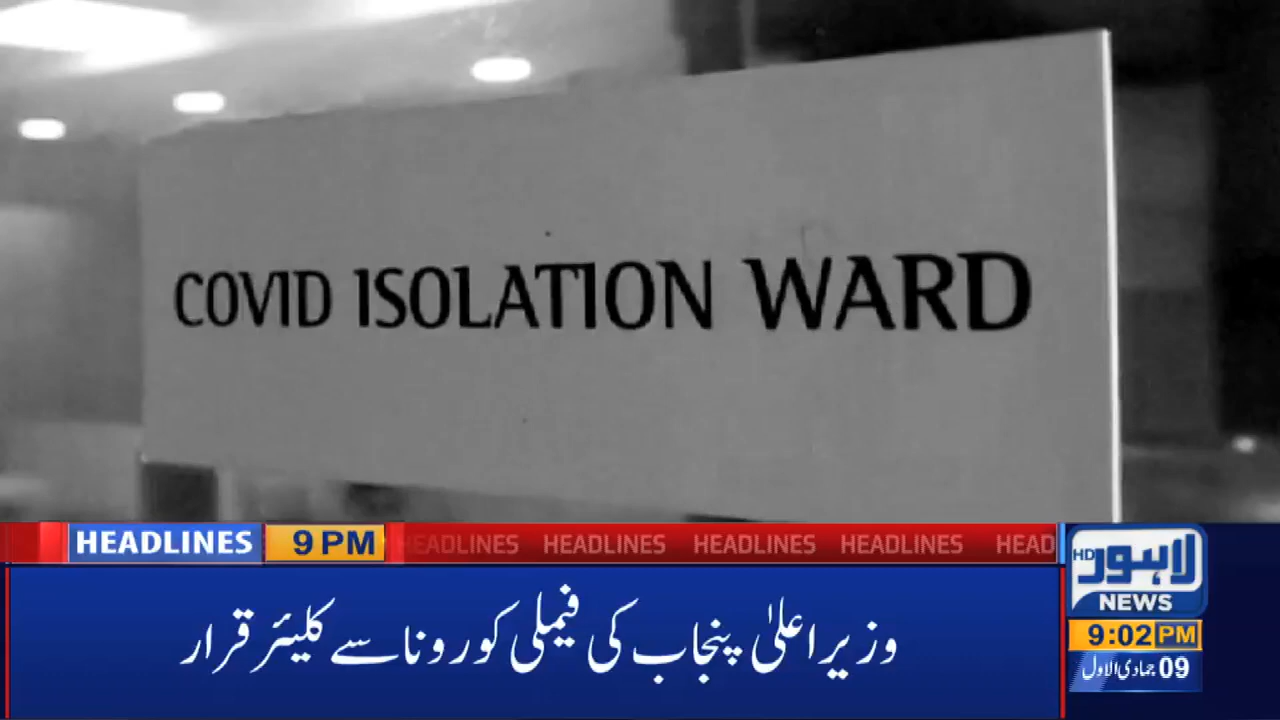 COVID ISOLATION WARD
HEADLINES 9 PM HEADLINES HEADLINES HEADLINES HEADLINES HEAD
HD لاہور
NEWS
9:02 PM
09 جمادی الاول
وزیراعلیٰ پنجاب کی فیملی کورونا سے کلیئر قرار